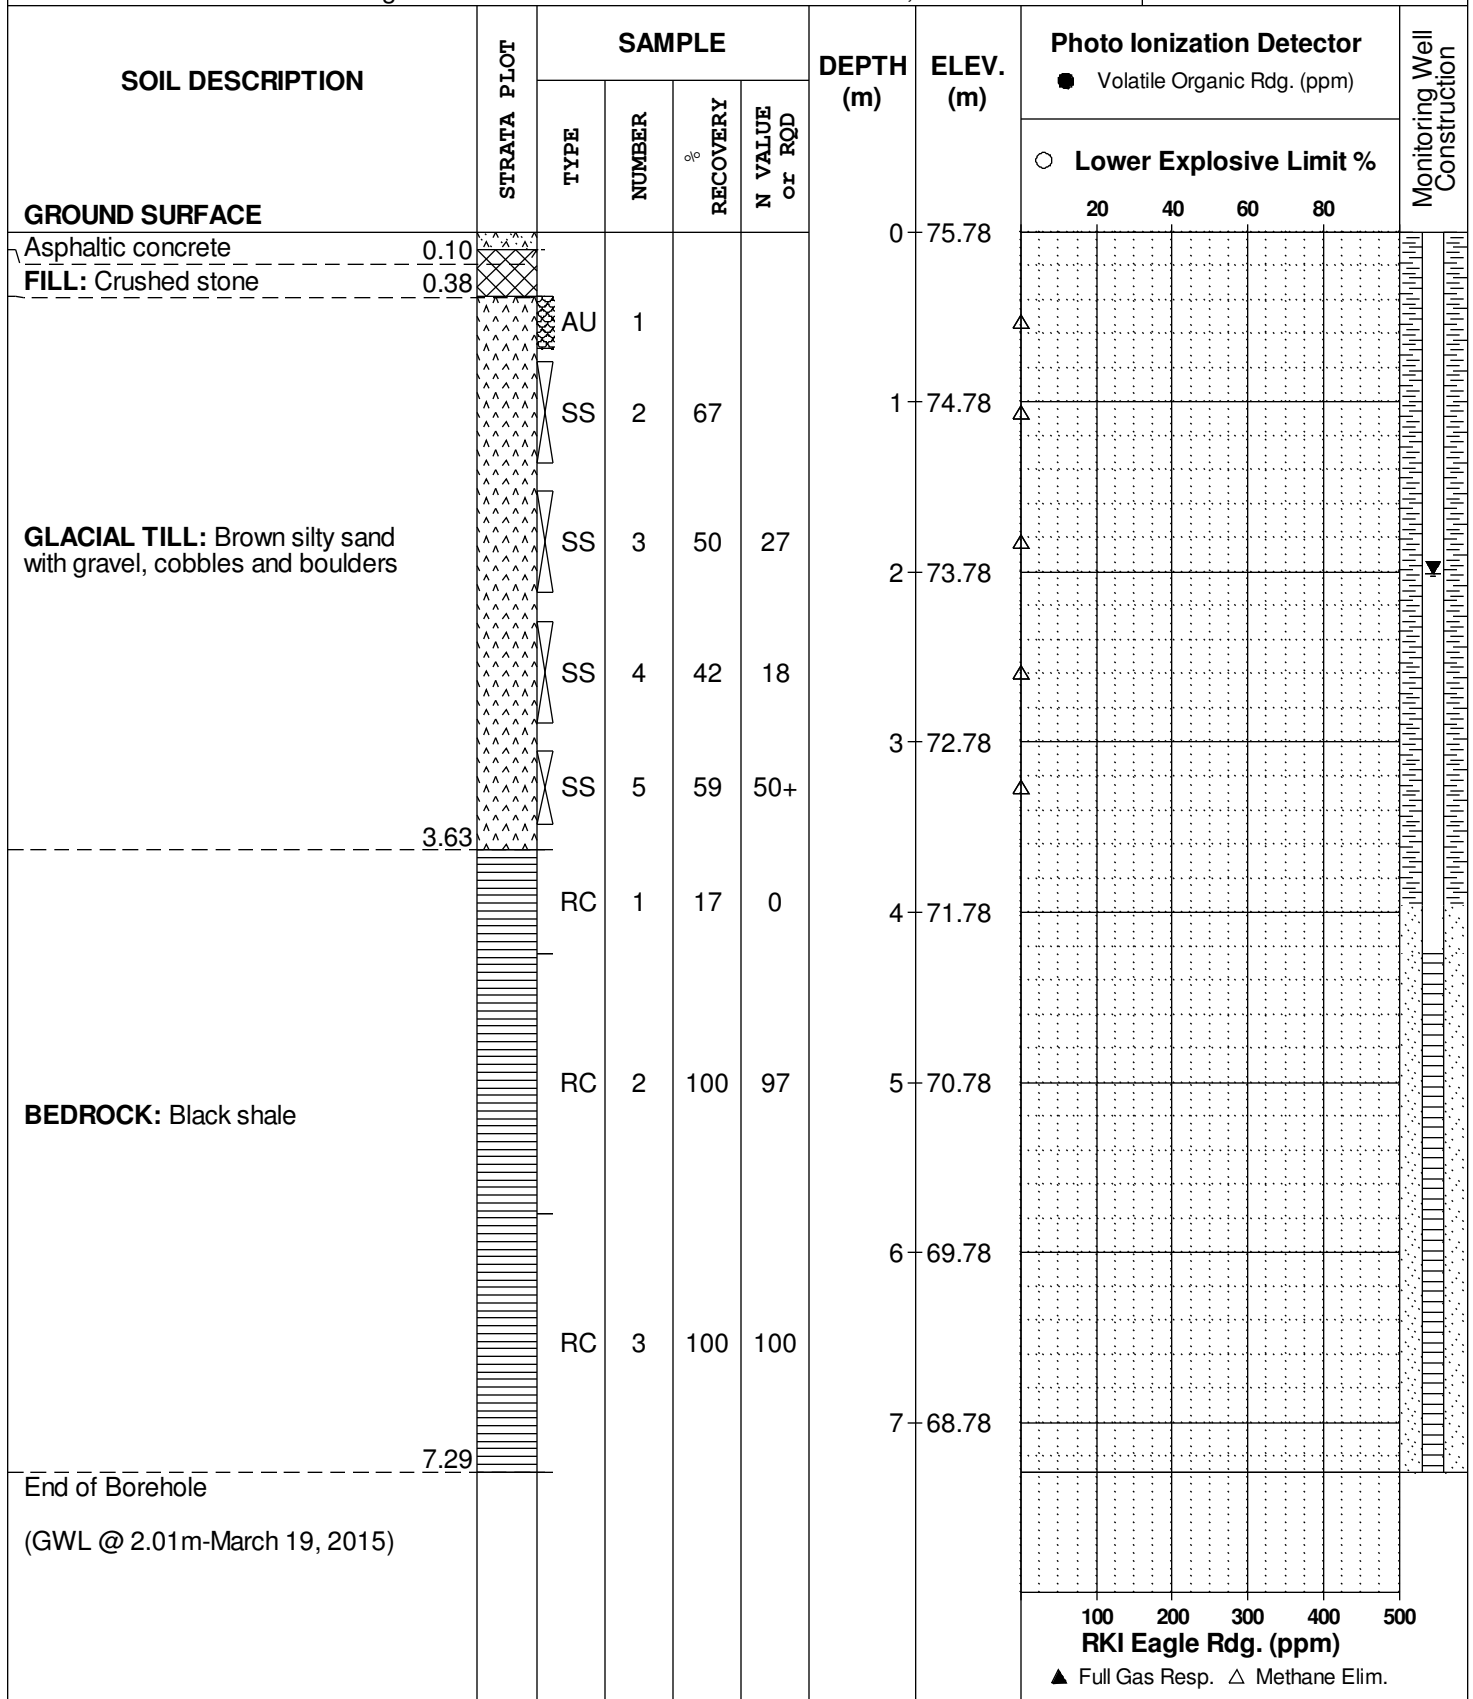 SOIL DESCRIPTION
GROUND SURFACE
STRATA PLOT
SAMPLE
TYPE
NUMBER
% RECOVERY
N VALUE or RQD
DEPTH (m)
ELEV. (m)
Photo Ionization Detector
● Volatile Organic Rdg. (ppm)
○ Lower Explosive Limit %
20 40 60 80
Monitoring Well Construction
0 75.78
Asphaltic concrete 0.10
FILL: Crushed stone 0.38
AU 1
1 74.78
SS 2 67
GLACIAL TILL: Brown silty sand
with gravel, cobbles and boulders
SS 3 50 27
2 73.78
SS 4 42 18
3 72.78
SS 5 59 50+
3.63
RC 1 17 0
4 71.78
RC 2 100 97
5 70.78
BEDROCK: Black shale
6 69.78
RC 3 100 100
7 68.78
7.29
End of Borehole
(GWL @ 2.01m-March 19, 2015)
100 200 300 400 500
RKI Eagle Rdg. (ppm)
▲ Full Gas Resp. △ Methane Elim.